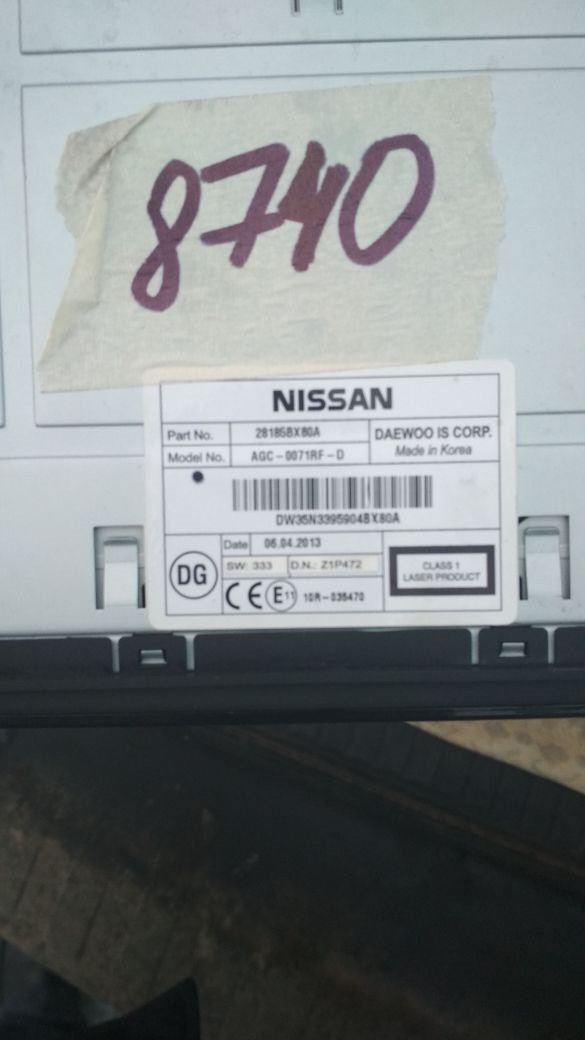 8740
NISSAN
Part No. 28185BX80A DAEWOO IS CORP.
Model No. AGC-0071RF-D Made in Korea
DW35N3395904BX80A
Date 06.04.2013
DG SW: 333 D.N.: Z1P472 CLASS 1
LASER PRODUCT
CE E11 10R-035470